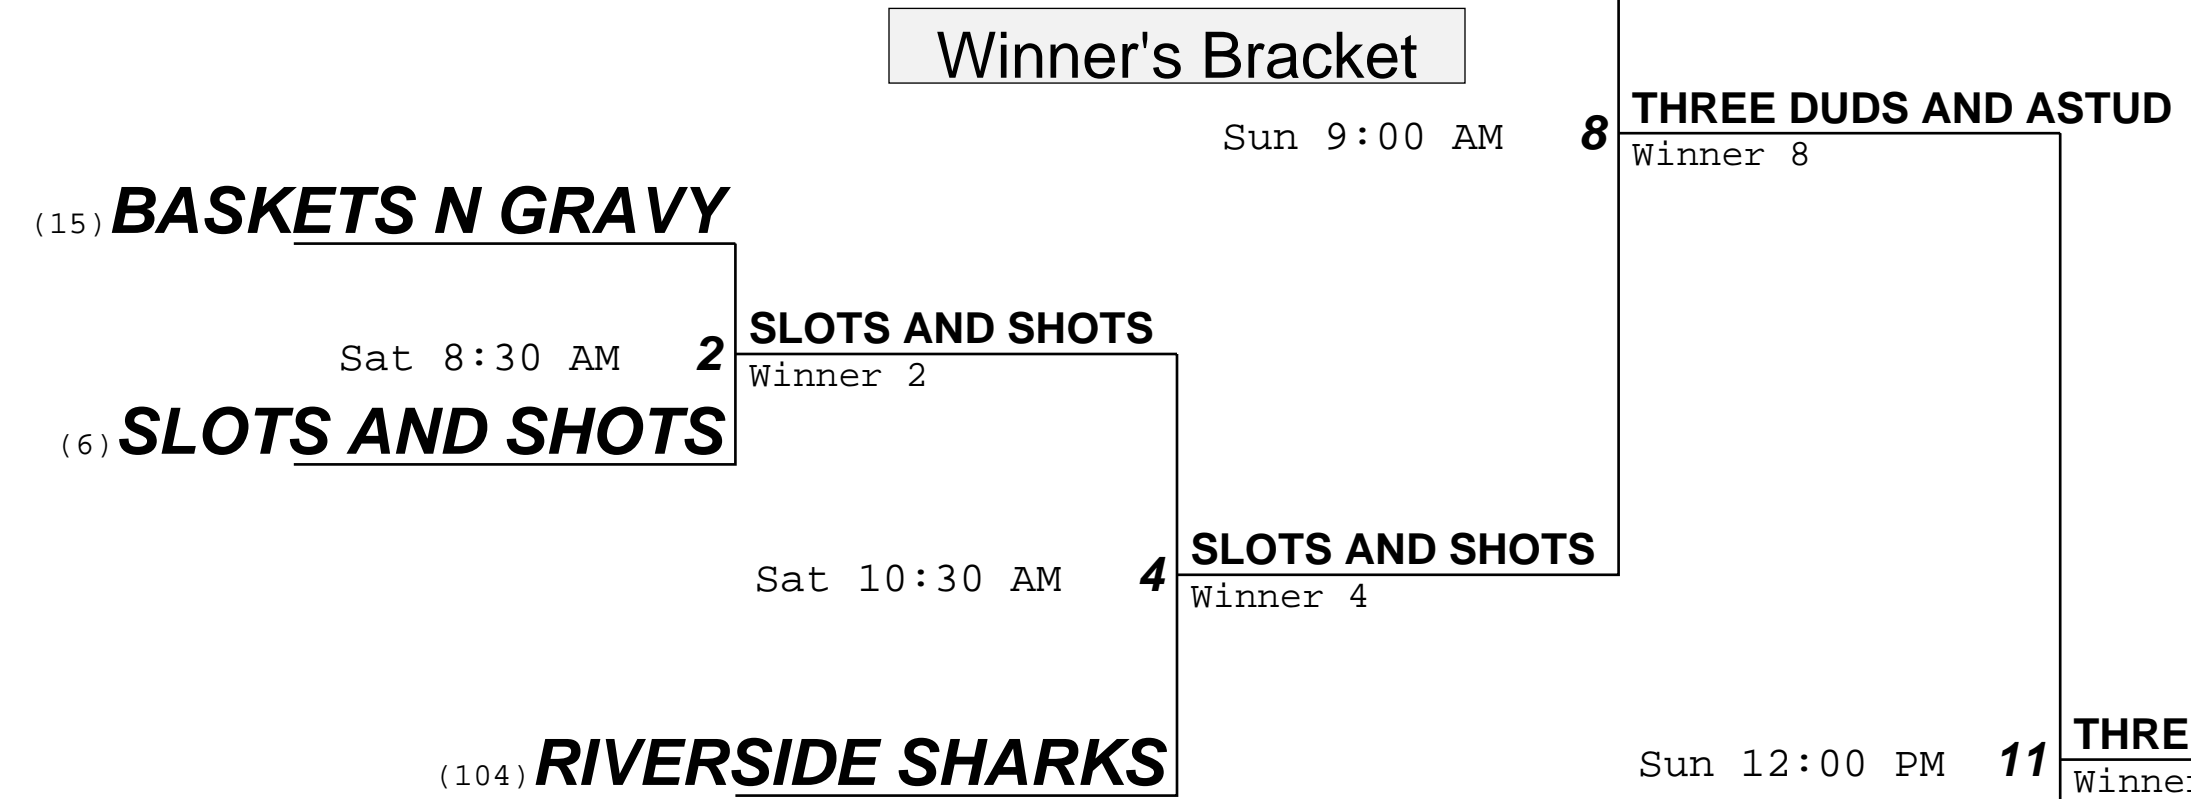 Winner's Bracket
THREE DUDS AND ASTUD
Sun 9:00 AM 8
Winner 8
(15) BASKETS N GRAVY
SLOTS AND SHOTS
Sat 8:30 AM 2
Winner 2
(6) SLOTS AND SHOTS
SLOTS AND SHOTS
Sat 10:30 AM 4
Winner 4
THRE
(104) RIVERSIDE SHARKS
Sun 12:00 PM 11
Winner